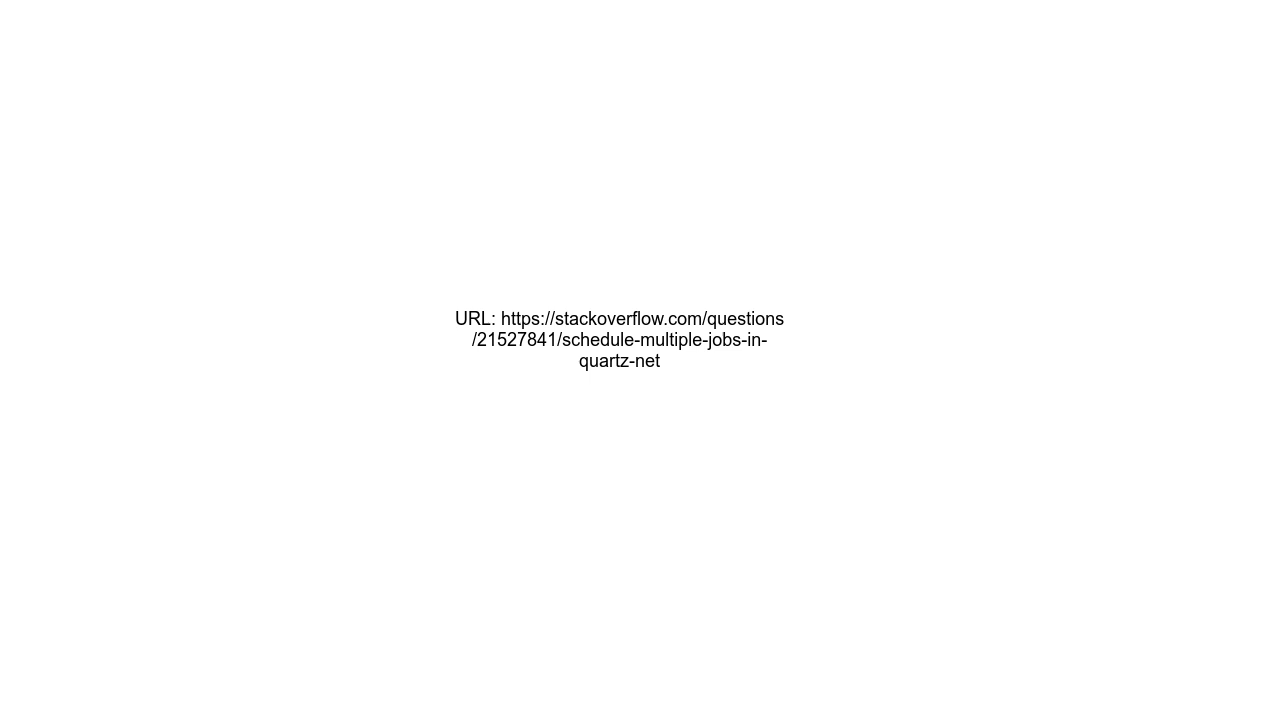 URL: https://stackoverflow.com/questions
/21527841/schedule-multiple-jobs-in-
quartz-net